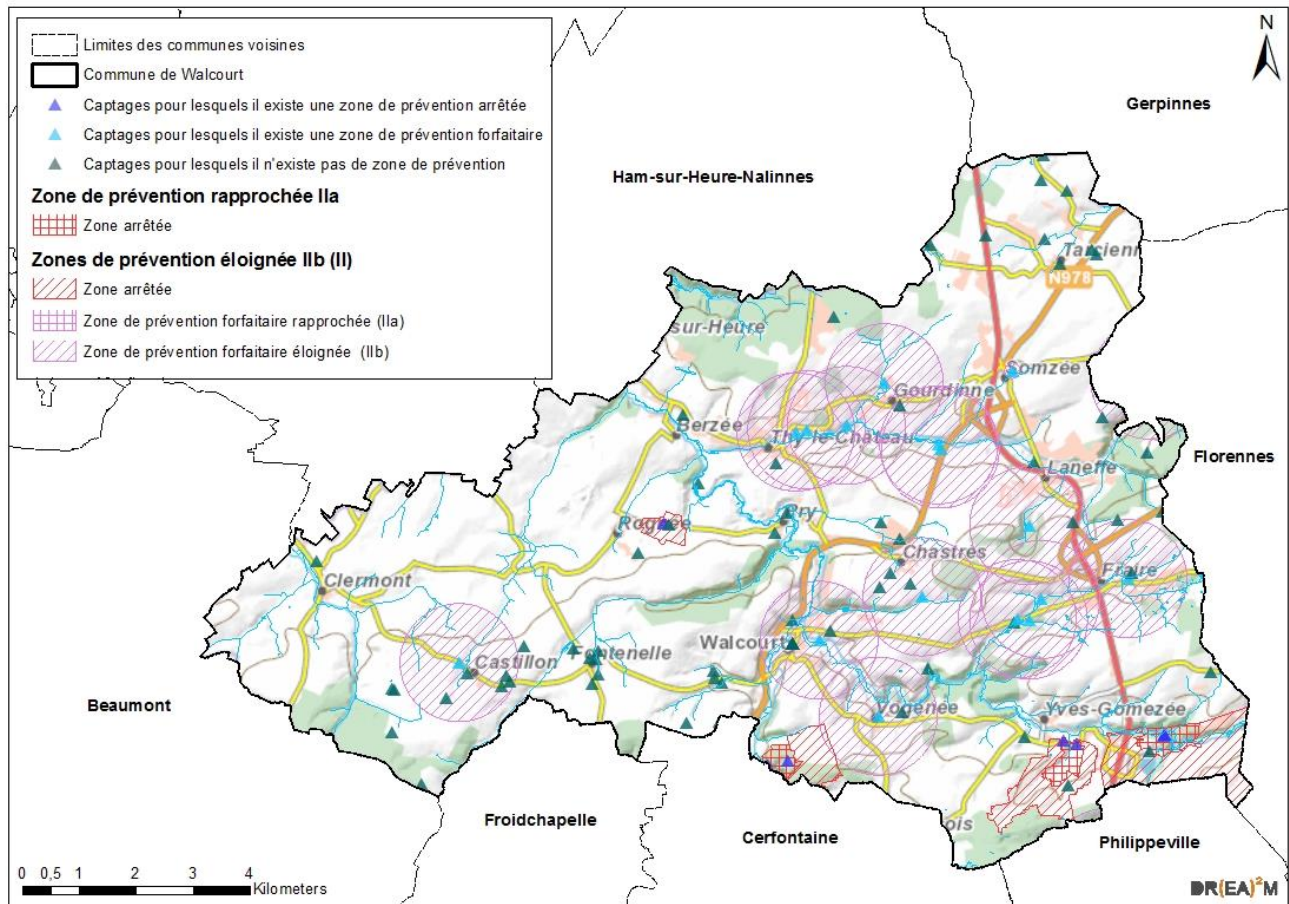 Limites des communes voisines
Commune de Walcourt
Captages pour lesquels il existe une zone de prévention arrêtée
Captages pour lesquels il existe une zone de prévention forfaitaire
Captages pour lesquels il n'existe pas de zone de prévention
Zone de prévention rapprochée IIa
Zone arrêtée
Zones de prévention éloignée IIb (II)
Zone arrêtée
Zone de prévention forfaitaire rapprochée (IIa)
Zone de prévention forfaitaire éloignée (IIb)
N
Gerpinnes
Ham-sur-Heure-Nalinnes
Tarcienn
N978
sur-Heure
Somzée
Gourdinne
Berzée
Thy-le-Château
Florennes
Laneffe
Rognée
Pry
Chastres
Fraire
Clermont
Walcourt
Fontenelle
Castillon
Beaumont
Vogenée
Yves-Gomezée
Froidchapelle
Cerfontaine
ois
Philippeville
0 0,5 1 2 3 4
Kilometers
DR(EA)²M